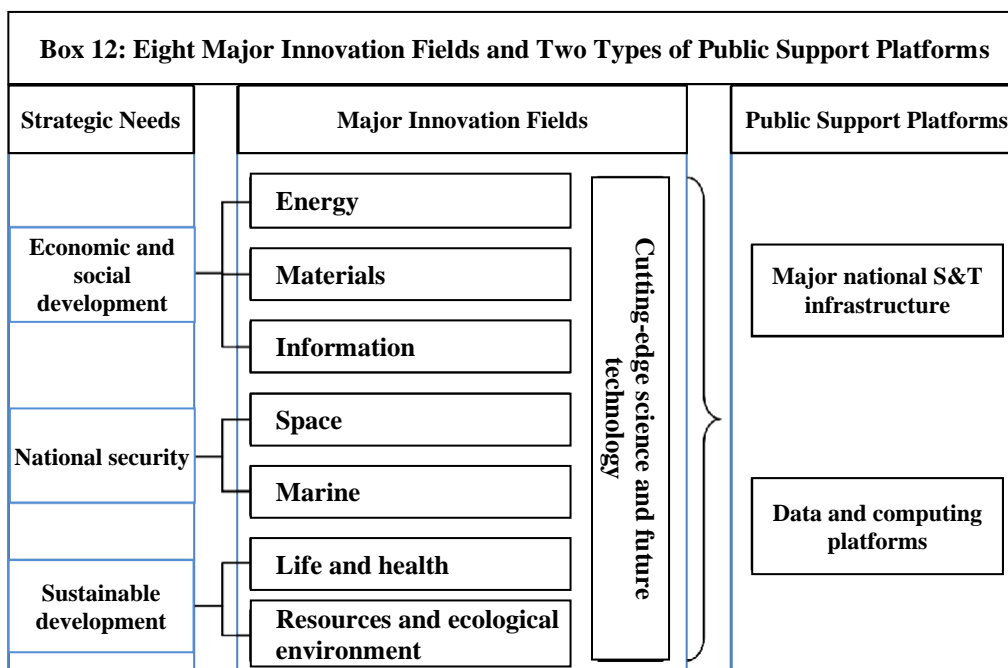 Box 12: Eight Major Innovation Fields and Two Types of Public Support Platforms
Strategic Needs
Major Innovation Fields
Public Support Platforms
Economic and
social
development
Energy
Materials
Information
National security
Space
Marine
Sustainable
development
Life and health
Resources and ecological
environment
Cutting-edge science and future
technology
Major national S&T
infrastructure
Data and computing
platforms